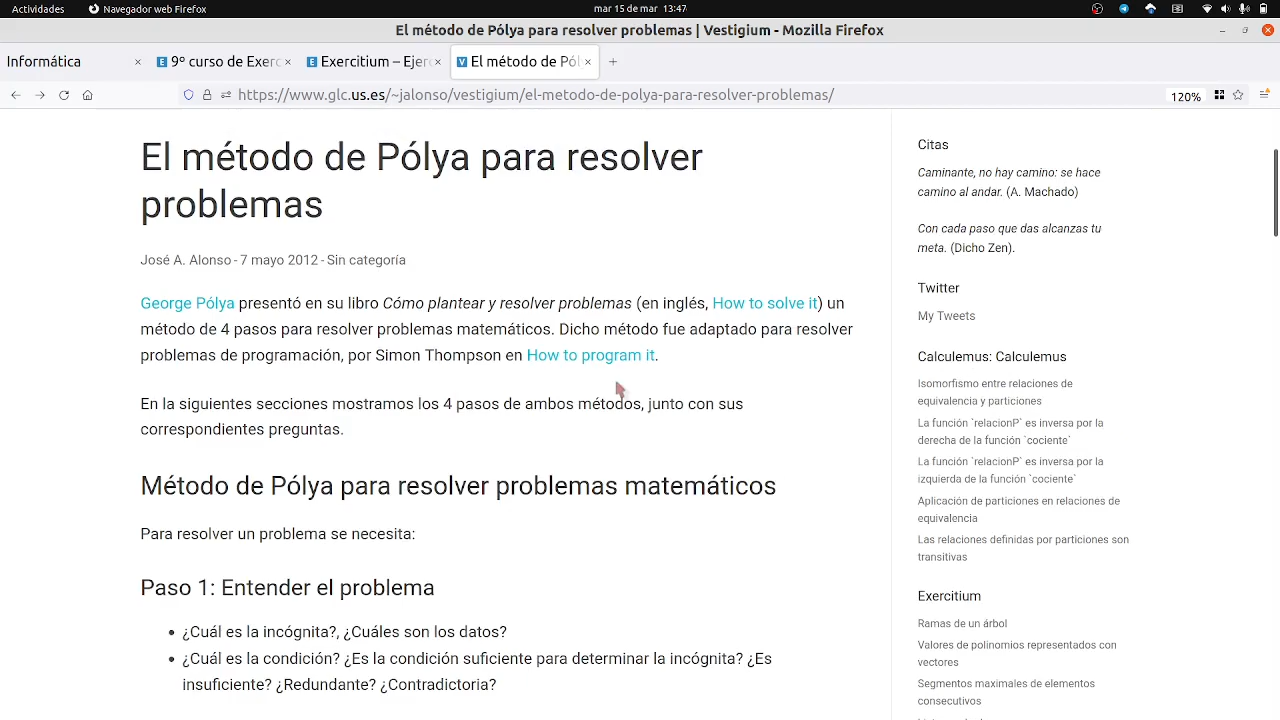 Actividades
Navegador web Firefox
mar 15 de mar 13:47
El método de Pólya para resolver problemas | Vestigium - Mozilla Firefox
Informática
9º curso de Exerc
Exercitium – Ejer
El método de Pól
https://www.glc.us.es/~jalonso/vestigium/el-metodo-de-polya-para-resolver-problemas/
120%
El método de Pólya para resolver
problemas
José A. Alonso - 7 mayo 2012 - Sin categoría
George Pólya presentó en su libro Cómo plantear y resolver problemas (en inglés, How to solve it) un
método de 4 pasos para resolver problemas matemáticos. Dicho método fue adaptado para resolver
problemas de programación, por Simon Thompson en How to program it.
En la siguientes secciones mostramos los 4 pasos de ambos métodos, junto con sus
correspondientes preguntas.
Método de Pólya para resolver problemas matemáticos
Para resolver un problema se necesita:
Paso 1: Entender el problema
• ¿Cuál es la incógnita?, ¿Cuáles son los datos?
• ¿Cuál es la condición? ¿Es la condición suficiente para determinar la incógnita? ¿Es
insuficiente? ¿Redundante? ¿Contradictoria?
Citas
Caminante, no hay camino: se hace
camino al andar. (A. Machado)
Con cada paso que das alcanzas tu
meta. (Dicho Zen).
Twitter
My Tweets
Calculemus: Calculemus
Isomorfismo entre relaciones de
equivalencia y particiones
La función `relacionP` es inversa por la
derecha de la función `cociente`
La función `relacionP` es inversa por la
izquierda de la función `cociente`
Aplicación de particiones en relaciones de
equivalencia
Las relaciones definidas por particiones son
transitivas
Exercitium
Ramas de un árbol
Valores de polinomios representados con
vectores
Segmentos maximales de elementos
consecutivos